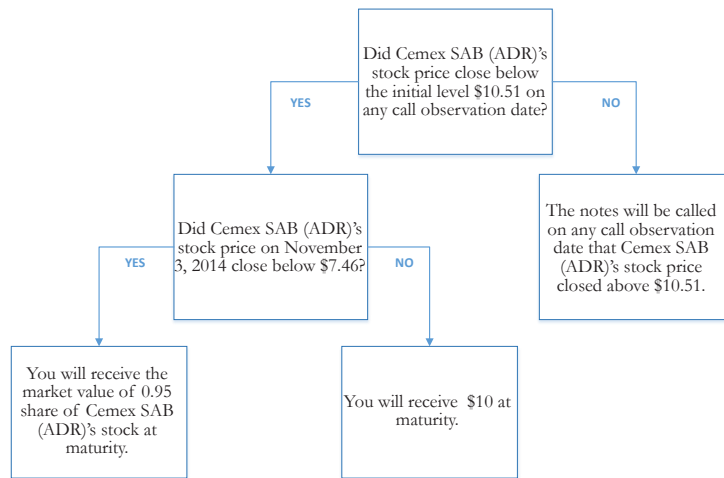 Did Cemex SAB (ADR)'s
stock price close below
the initial level $10.51 on
any call observation date?
YES
NO
Did Cemex SAB (ADR)'s
stock price on November
3, 2014 close below $7.46?
The notes will be called
on any call observation
date that Cemex SAB
(ADR)'s stock price
closed above $10.51.
YES
NO
You will receive the
market value of 0.95
share of Cemex SAB
(ADR)'s stock at
maturity.
You will receive $10 at
maturity.